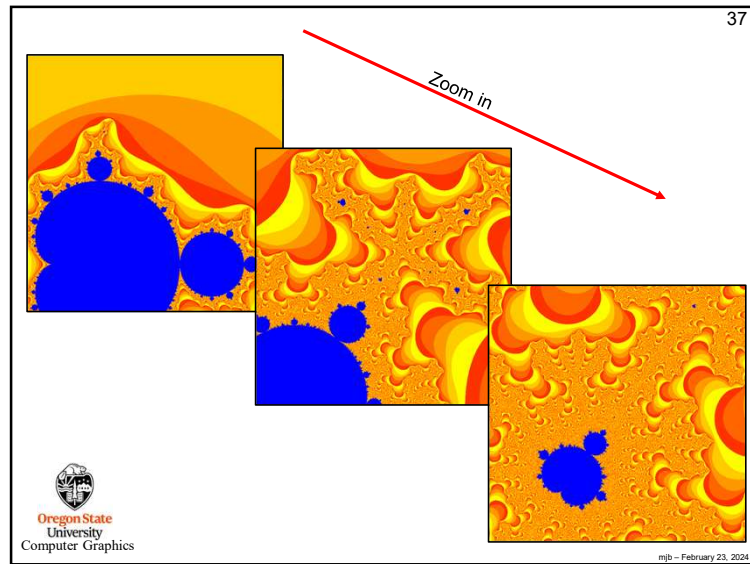 37
Zoom in
Oregon State
University
Computer Graphics
mjb – February 23, 2024